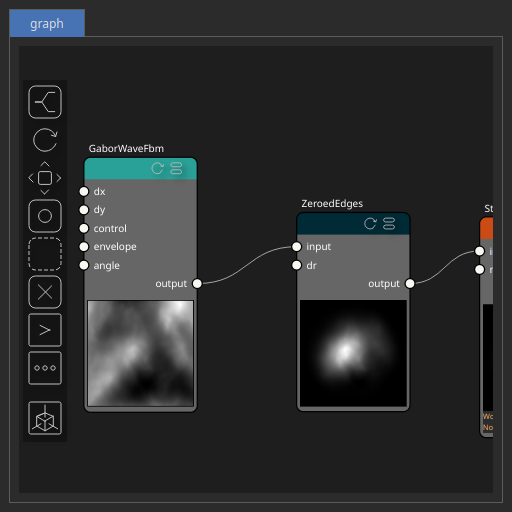 graph
GaborWaveFbm
dx
dy
control
envelope
angle
output
ZeroedEdges
input
dr
output
St
Wo
No